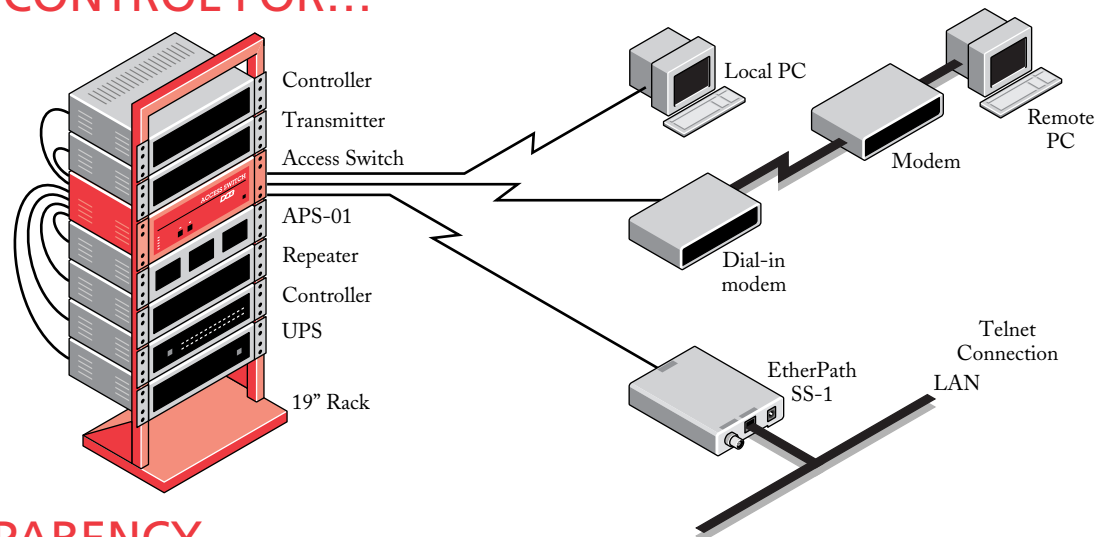 CONTROL FOR...
Controller
Transmitter
Access Switch
APS-01
Repeater
Controller
UPS
19” Rack
ACCESS SWITCH
Local PC
Remote
PC
Modem
Dial-in
modem
EtherPath
SS-1
Telnet
Connection
LAN